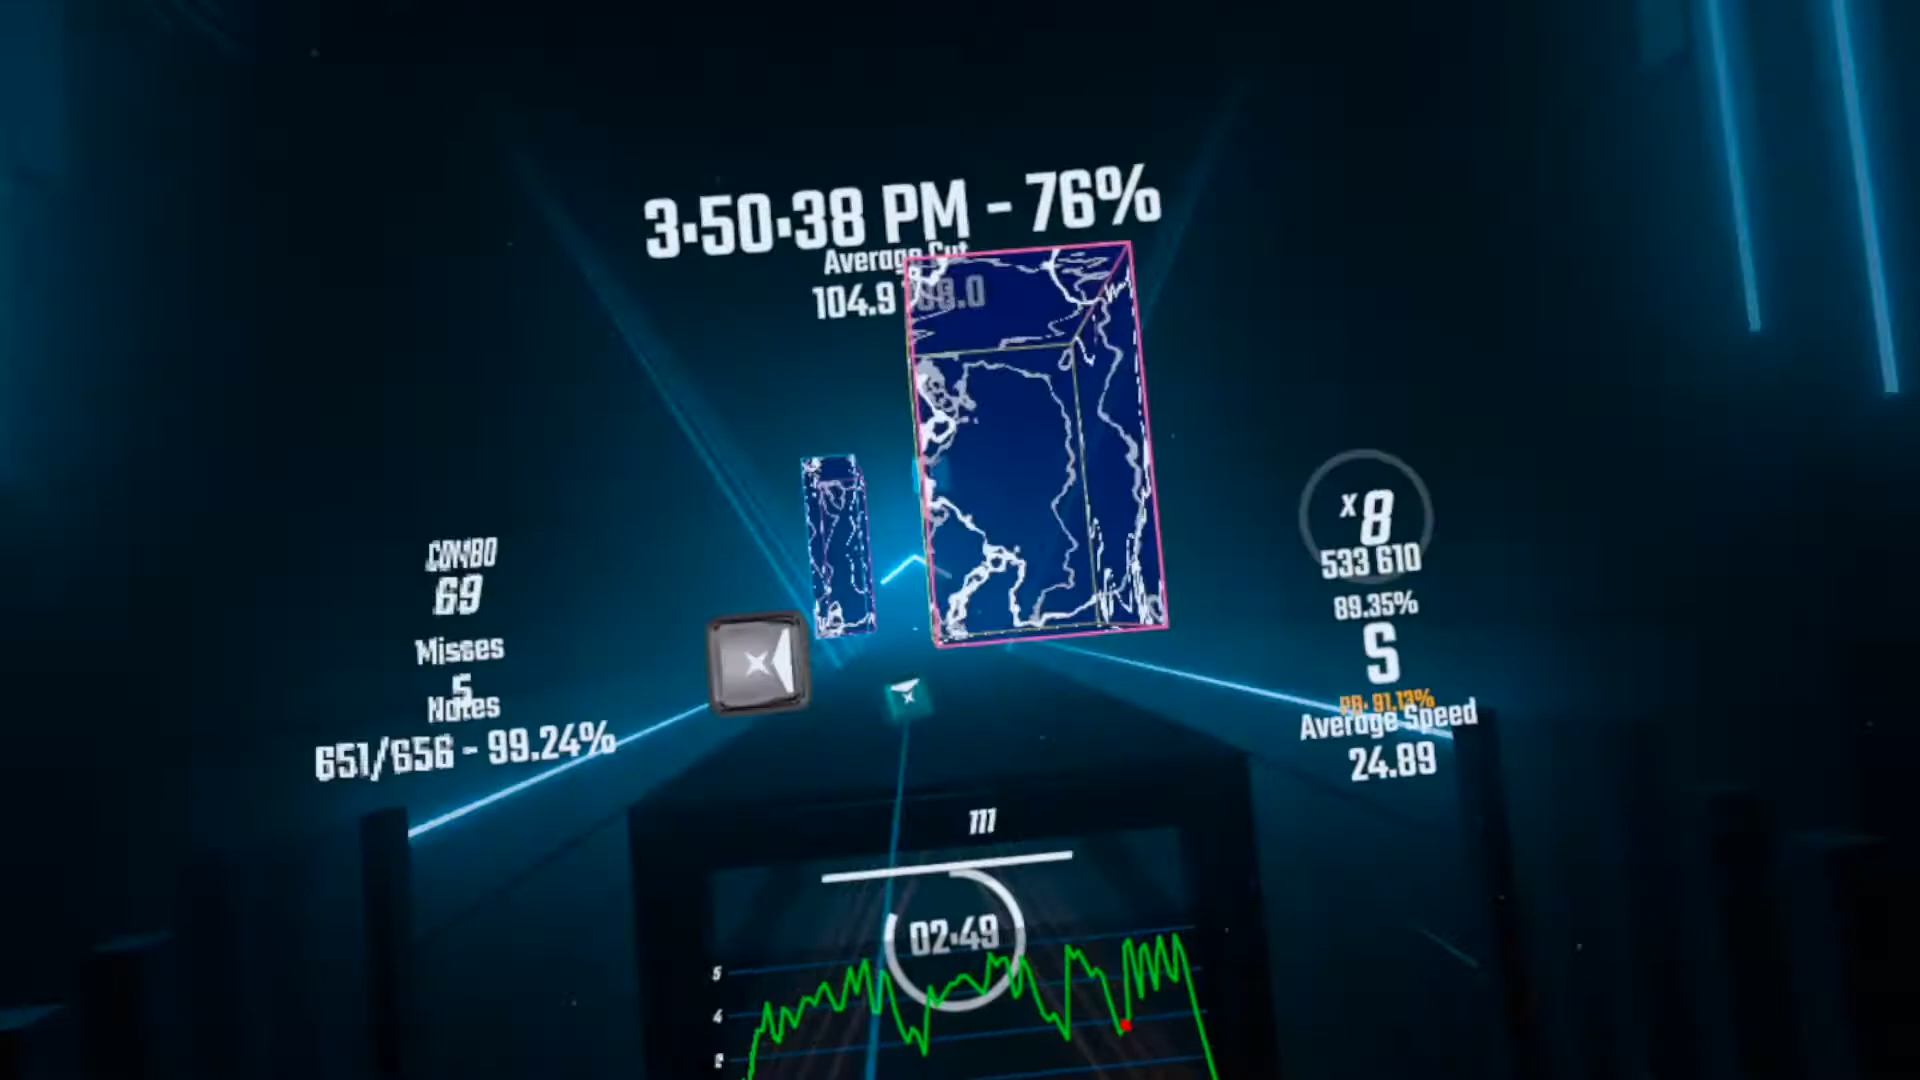 3:50:38 PM - 76%
Average Cut
104.9
COMBO
69
Misses
5
Notes
651/656 - 99.24%
x8
533 610
89.35%
S
PB: 91.13%
Average Speed
24.89
111
02:49
5
4